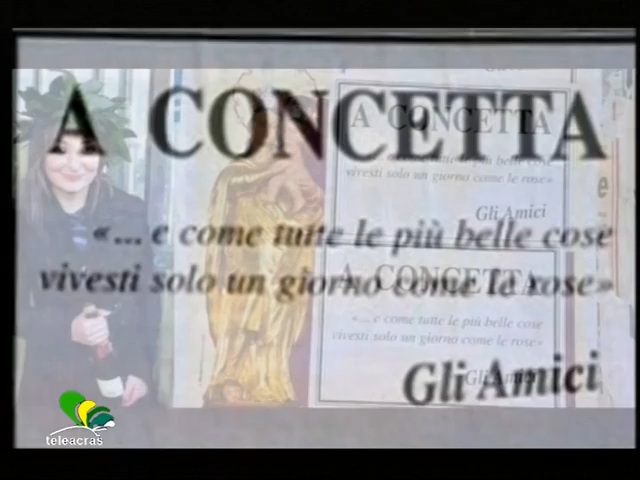 A CONCETTA
«... e come tutte le più belle cose
vivesti solo un giorno come le rose»
Gli Amici
A CONCETTA
«... e come tutte le più belle cose
vivesti solo un giorno come le rose»
Gli Amici
A CONCETTA
«... e come tutte le più belle cose
vivesti solo un giorno come le rose»
Gli Amici
teleacras